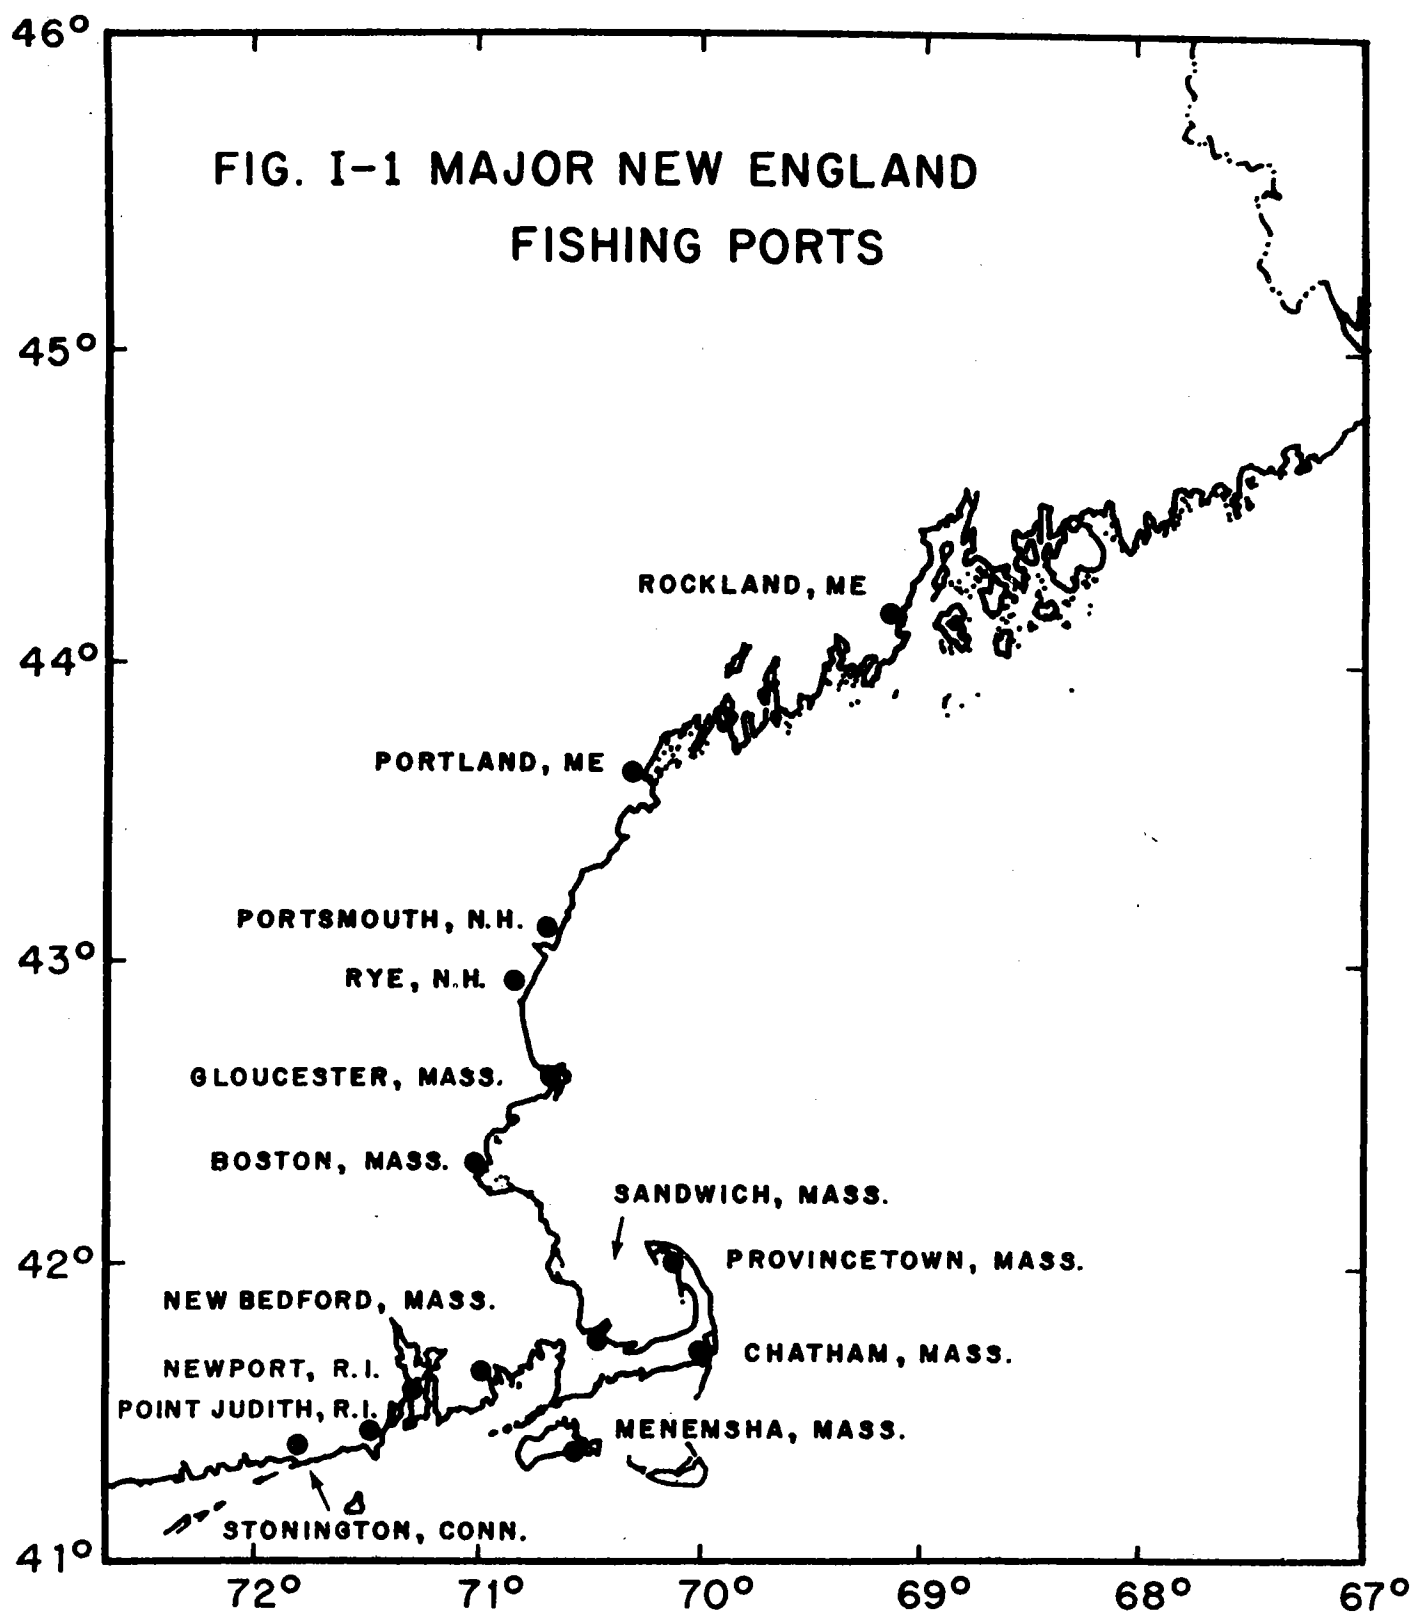 46°
FIG. I-1 MAJOR NEW ENGLAND
FISHING PORTS
45°
ROCKLAND, ME
44°
PORTLAND, ME
PORTSMOUTH, N.H.
43°
RYE, N.H.
GLOUCESTER, MASS.
BOSTON, MASS.
SANDWICH, MASS.
42°
PROVINCETOWN, MASS.
NEW BEDFORD, MASS.
CHATHAM, MASS.
NEWPORT, R.I.
POINT JUDITH, R.I.
MENEMSHA, MASS.
STONINGTON, CONN.
41°
72° 71° 70° 69° 68° 67°